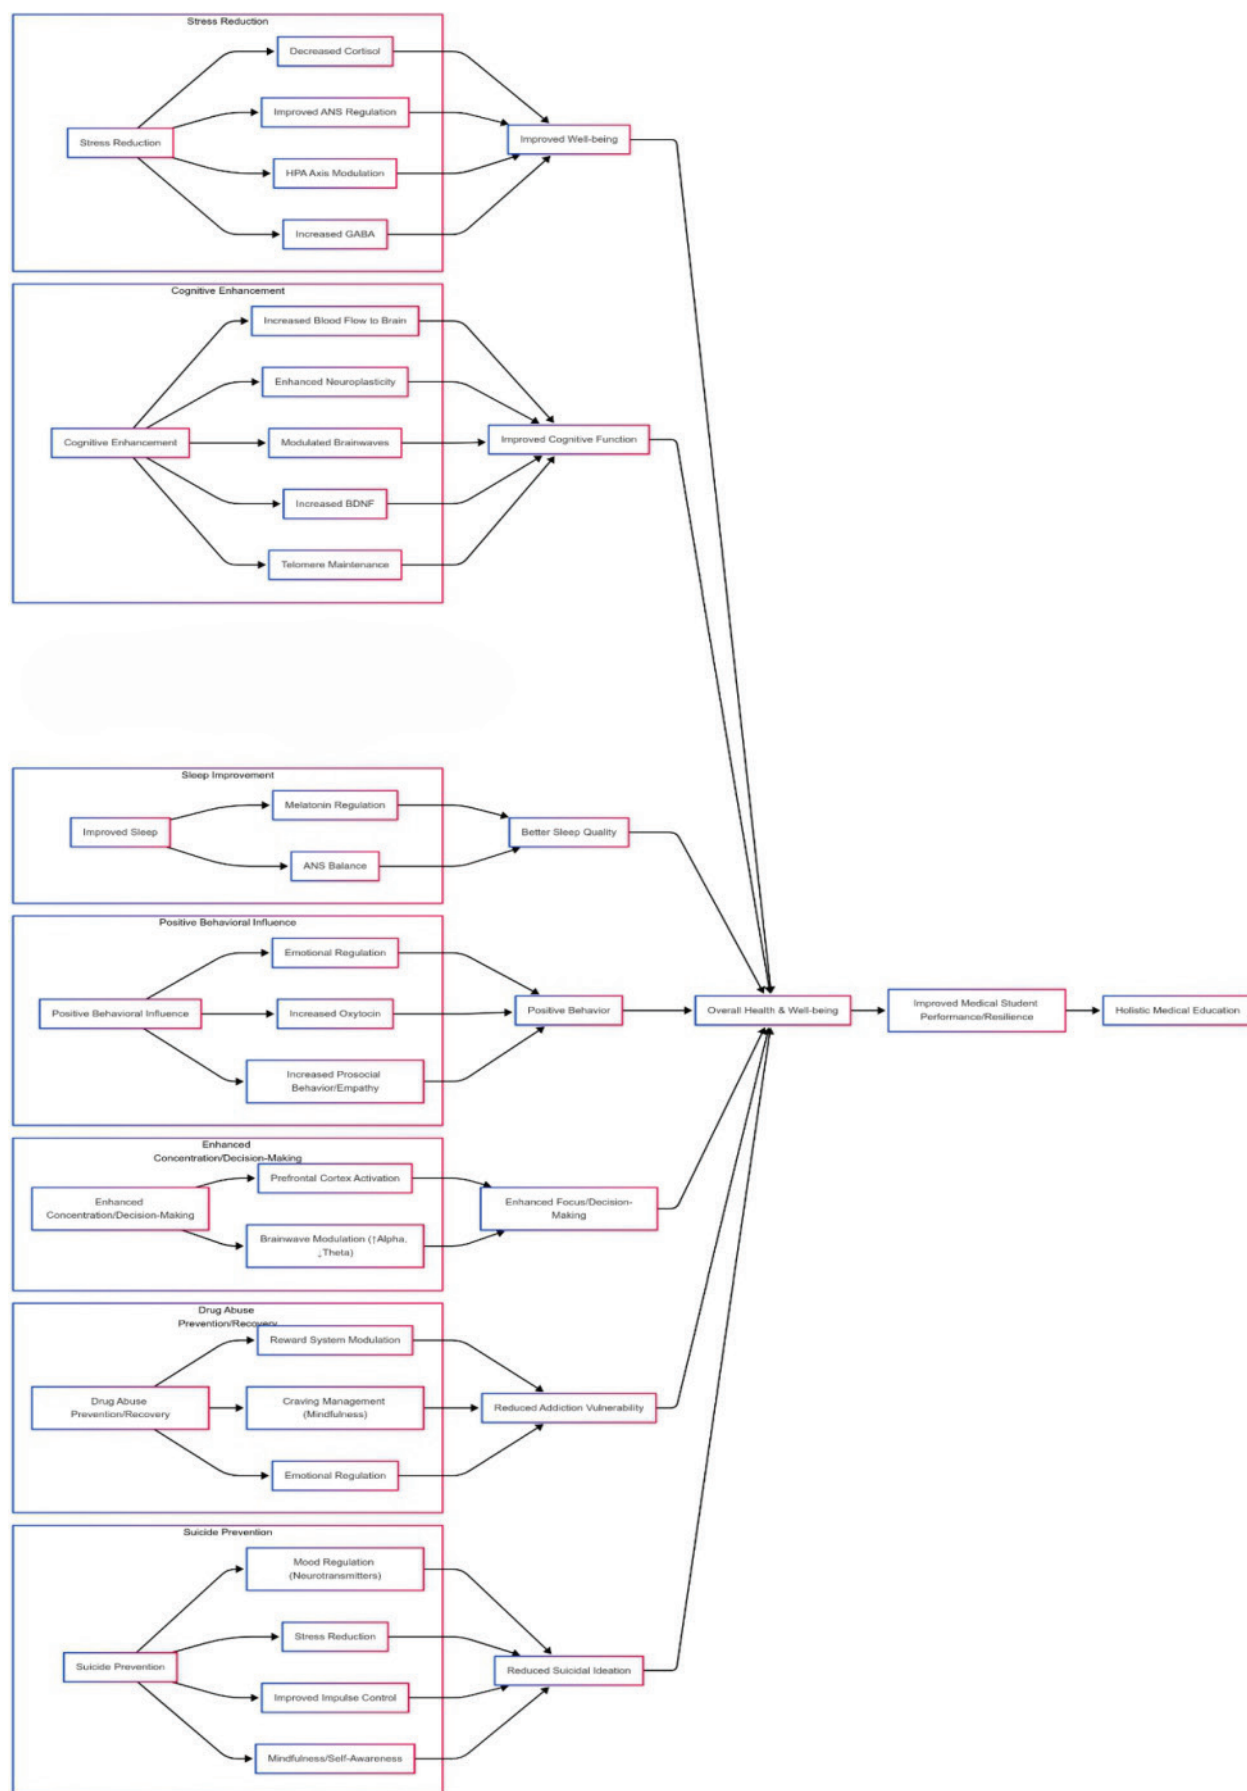 Stress Reduction
Decreased Cortisol
Improved ANS Regulation
Stress Reduction
Improved Well-being
HPA Axis Modulation
Increased GABA
Cognitive Enhancement
Increased Blood Flow to Brain
Enhanced Neuroplasticity
Cognitive Enhancement
Modulated Brainwaves
Improved Cognitive Function
Increased BDNF
Telomere Maintenance
Sleep Improvement
Melatonin Regulation
Improved Sleep
Better Sleep Quality
ANS Balance
Positive Behavioral Influence
Emotional Regulation
Positive Behavioral Influence
Increased Oxytocin
Positive Behavior
Overall Health & Well-being
Improved Medical Student
Performance/Resilience
Holistic Medical Education
Increased Prosocial
Behavior/Empathy
Enhanced
Concentration/Decision-Making
Prefrontal Cortex Activation
Enhanced
Concentration/Decision-Making
Enhanced Focus/Decision-
Making
Brainwave Modulation (↑Alpha,
↓Theta)
Drug Abuse
Prevention/Recovery
Reward System Modulation
Drug Abuse
Prevention/Recovery
Craving Management
(Mindfulness)
Reduced Addiction Vulnerability
Emotional Regulation
Suicide Prevention
Mood Regulation
(Neurotransmitters)
Stress Reduction
Suicide Prevention
Reduced Suicidal Ideation
Improved Impulse Control
Mindfulness/Self-Awareness